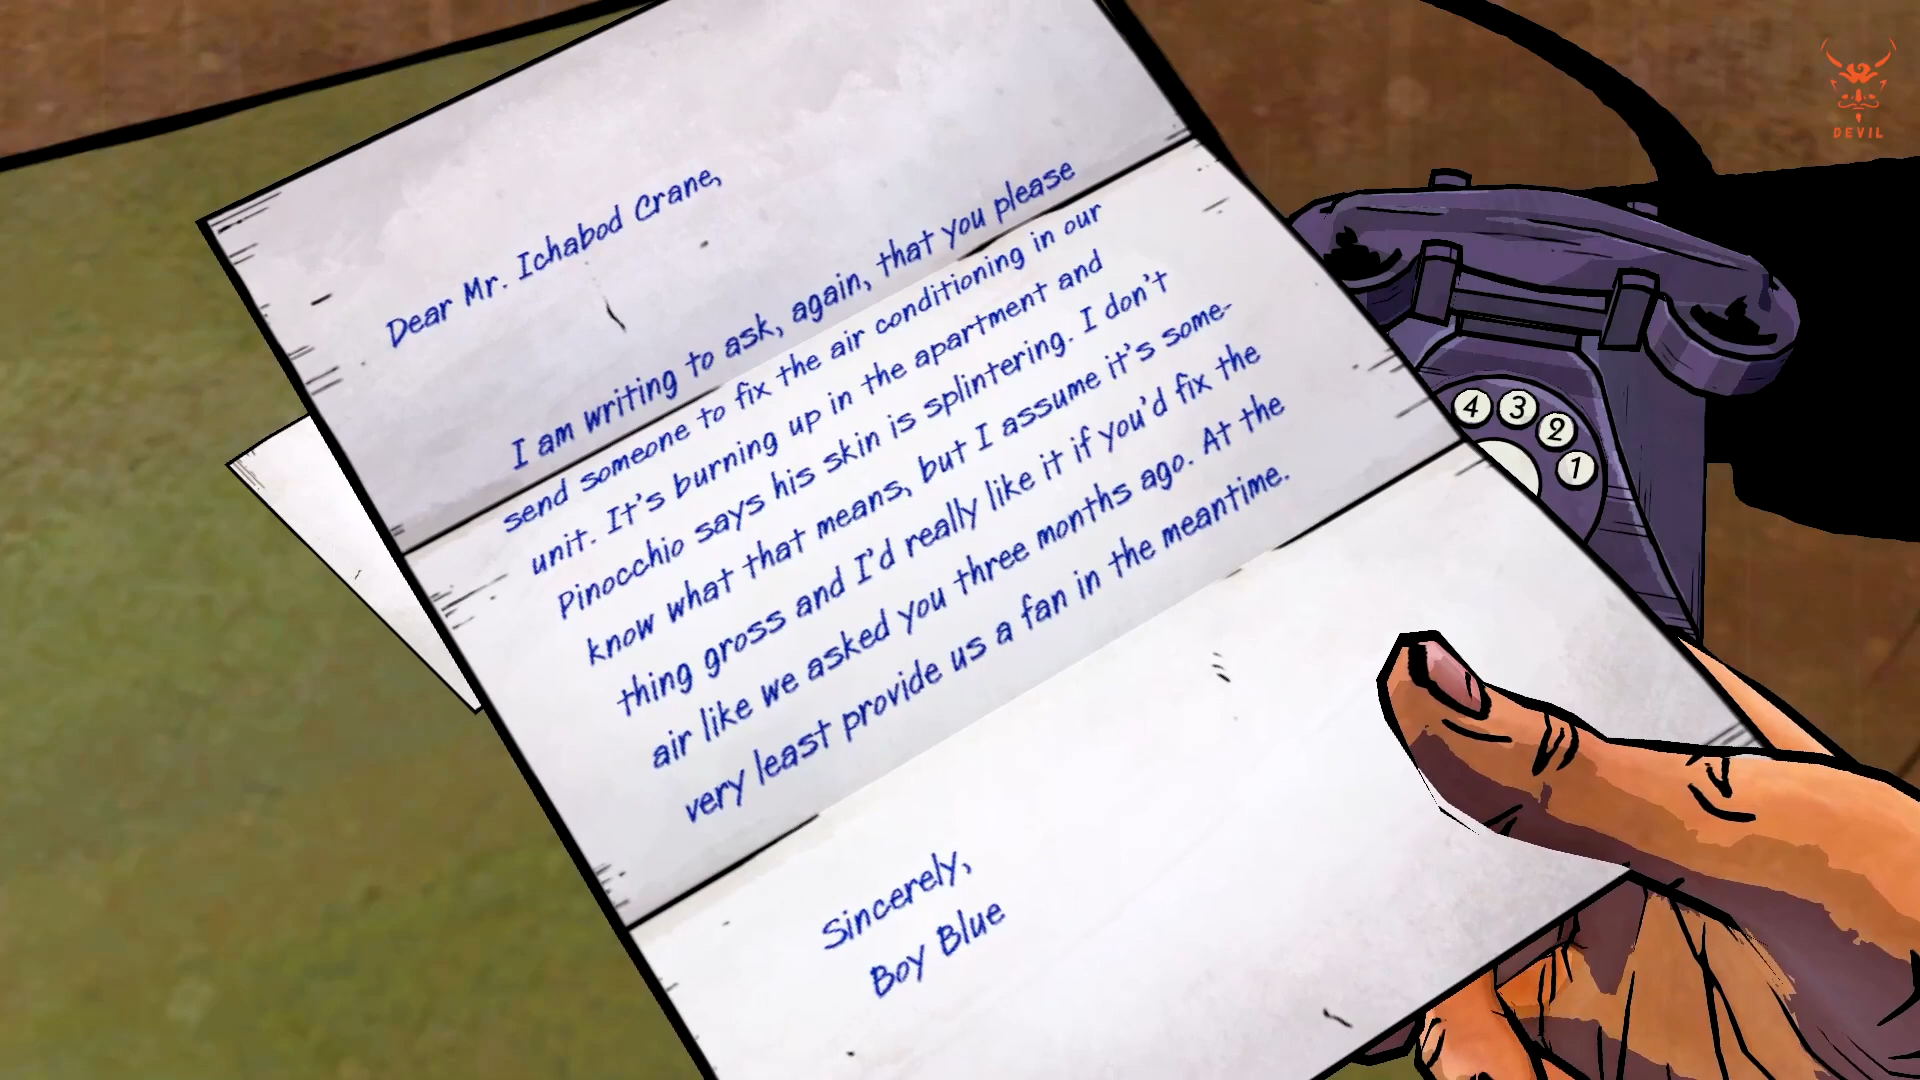 Dear Mr. Ichabod Crane,
I am writing to ask, again, that you please
send someone to fix the air conditioning in our
unit. It's burning up in the apartment and
Pinocchio says his skin is splintering. I don't
know what that means, but I assume it's some-
thing gross and I'd really like it if you'd fix the
air like we asked you three months ago. At the
very least provide us a fan in the meantime.
Sincerely,
Boy Blue
4
3
2
1
DEVIL